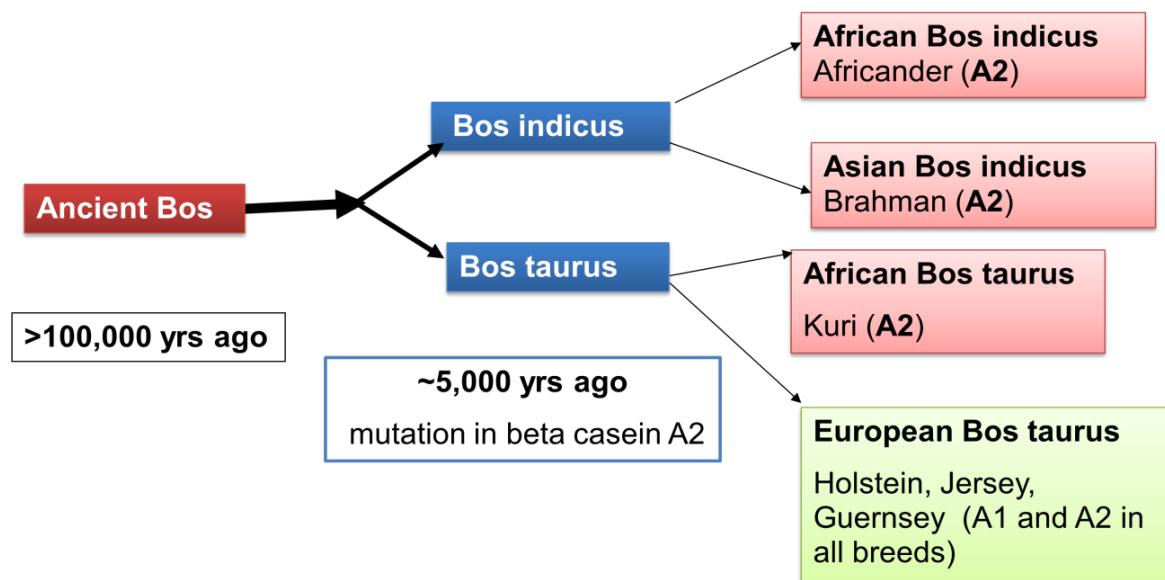 African Bos indicus
Africander (A2)
Bos indicus
Asian Bos indicus
Brahman (A2)
Ancient Bos
Bos taurus
African Bos taurus
Kuri (A2)
>100,000 yrs ago
~5,000 yrs ago
mutation in beta casein A2
European Bos taurus
Holstein, Jersey,
Guernsey (A1 and A2 in
all breeds)